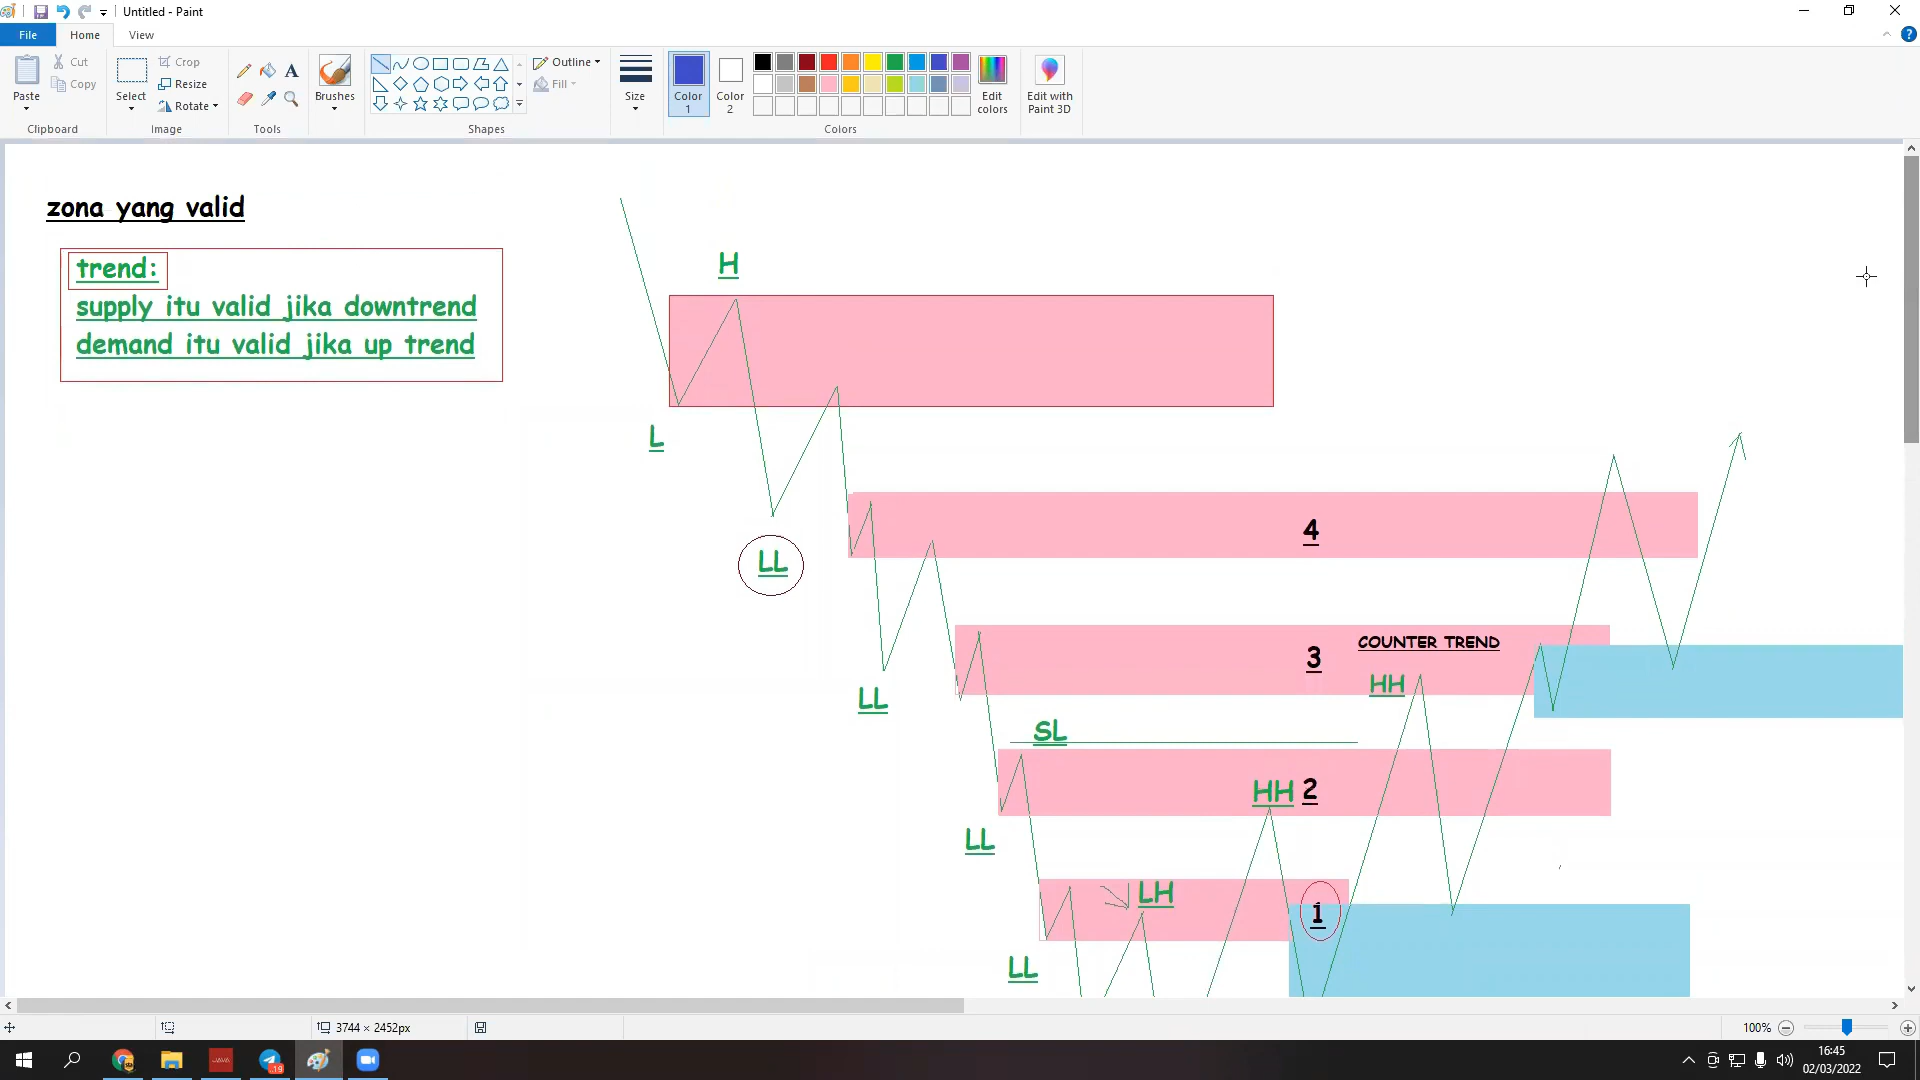 Untitled - Paint
File
Home
View
Paste
Cut
Copy
Clipboard
Select
Crop
Resize
Rotate
Image
A
Tools
Brushes
Shapes
Outline
Fill
Size
Color
1
Color
2
Colors
Edit
colors
Edit with
Paint 3D
?
zona yang valid
trend:
supply itu valid jika downtrend
demand itu valid jika up trend
H
L
LL
4
LL
3
COUNTER TREND
HH
SL
HH
2
LL
LH
1
LL
3744 × 2452px
100%
JAVA
19
16:45
02/03/2022